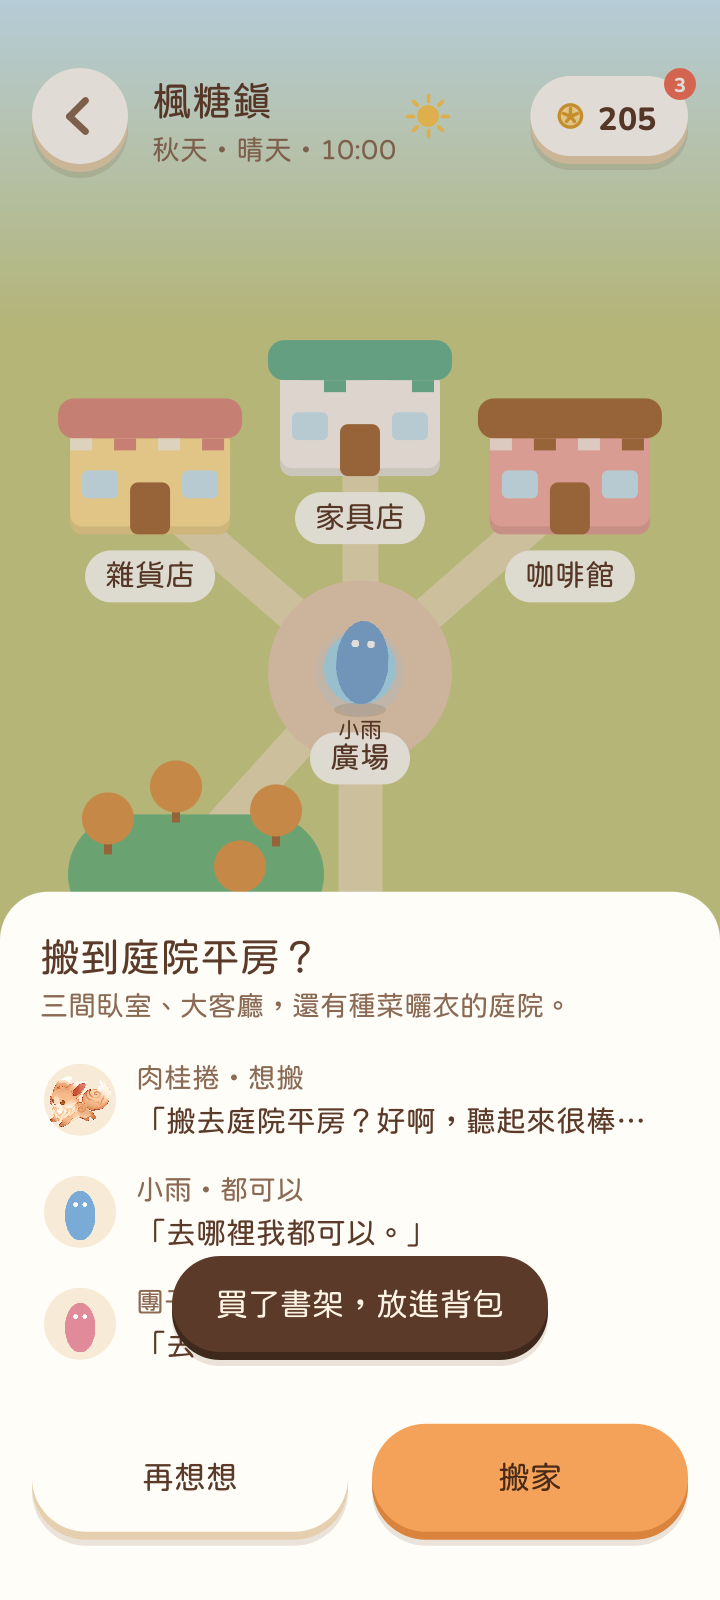 楓糖鎮
秋天・晴天・10:00
205
3
家具店
雜貨店
咖啡館
小雨
廣場
搬到庭院平房？
三間臥室、大客廳，還有種菜曬衣的庭院。
肉桂捲・想搬
「搬去庭院平房？好啊，聽起來很棒…
小雨・都可以
「去哪裡我都可以。」
團
「去
買了書架，放進背包
再想想
搬家